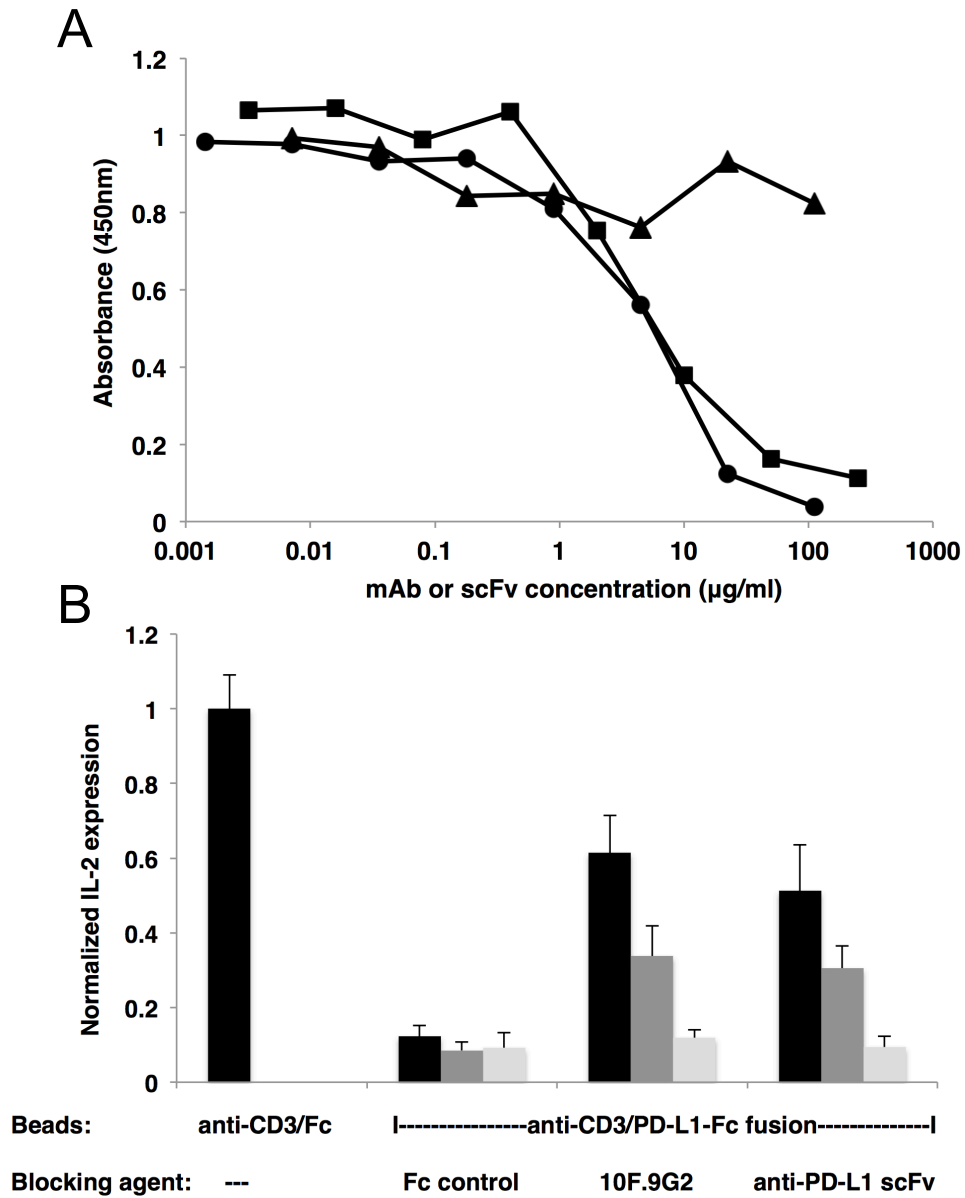 A
1.2
1
0.8
0.6
0.4
0.2
0
Absorbance (450nm)
0.001 0.01 0.1 1 10 100 1000
mAb or scFv concentration (µg/ml)
B
1.2
1
0.8
0.6
0.4
0.2
0
Normalized IL-2 expression
Beads: anti-CD3/Fc I----------------anti-CD3/PD-L1-Fc fusion--------------I
Blocking agent: --- Fc control 10F.9G2 anti-PD-L1 scFv